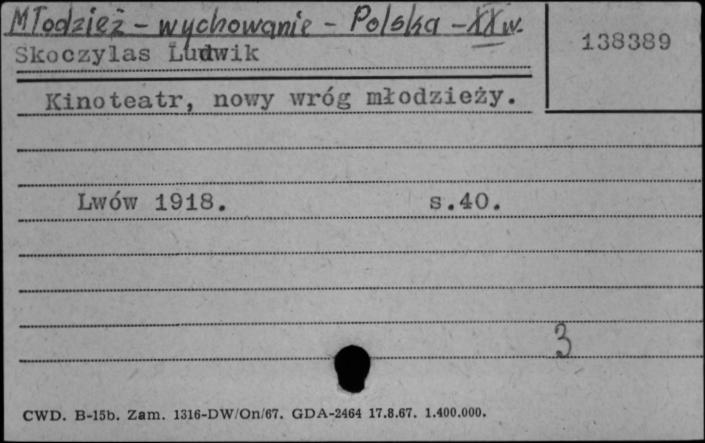 Młodzież - wychowanie - Polska - XX w.
138389
Skoczylas Ludwik
Kinoteatr, nowy wróg młodzieży.
Lwów 1918. s.40.
3
CWD. B-15b. Zam. 1316-DW/On/67. GDA-2464 17.8.67. 1.400.000.